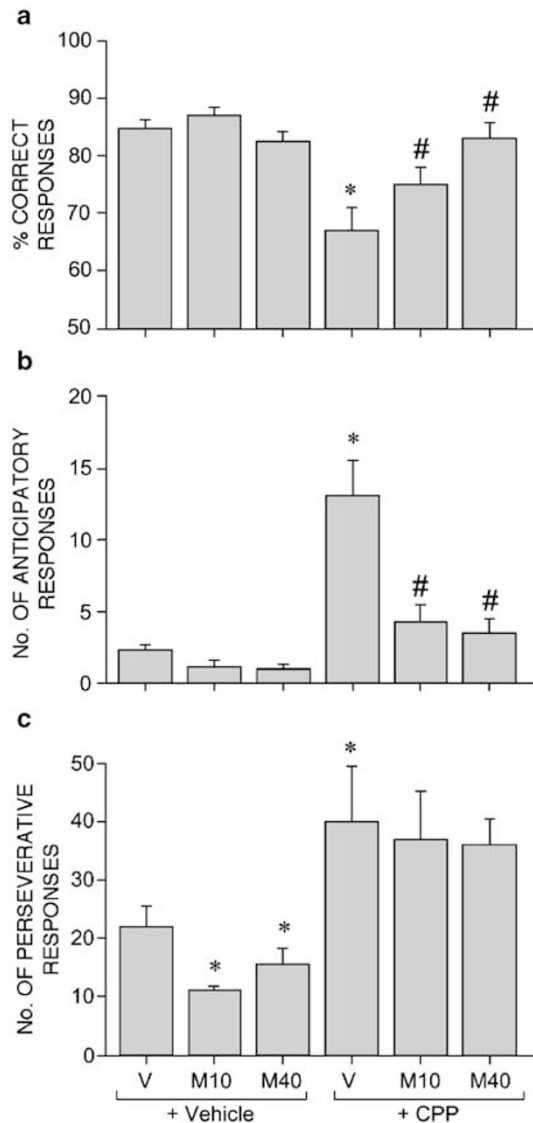 a
% CORRECT
RESPONSES
100
90
80
70
60
50
*
#
#
b
No. OF ANTICIPATORY
RESPONSES
20
15
10
5
0
*
#
#
c
No. OF PERSEVERATIVE
RESPONSES
50
40
30
20
10
0
*
*
*
V M10 M40 V M10 M40
+ Vehicle + CPP